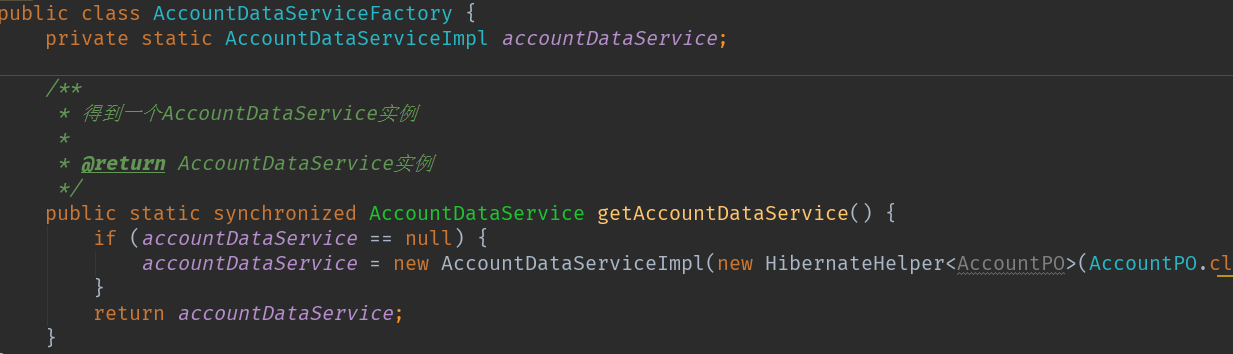 public class AccountDataServiceFactory {
private static AccountDataServiceImpl accountDataService;
/**
* 得到一个AccountDataService实例
*
* @return AccountDataService实例
*/
public static synchronized AccountDataService getAccountDataService() {
if (accountDataService == null) {
accountDataService = new AccountDataServiceImpl(new HibernateHelper<AccountPO>(AccountPO.cl
}
return accountDataService;
}